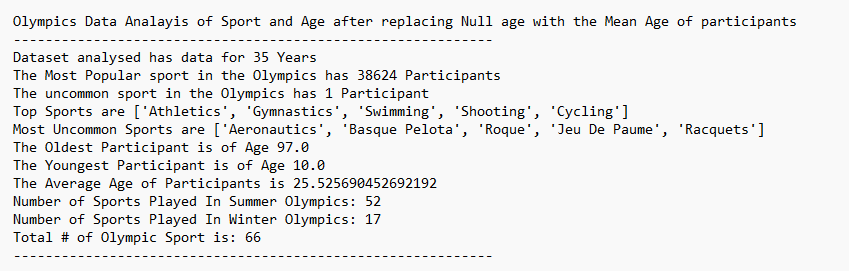 Olympics Data Analayis of Sport and Age after replacing Null age with the Mean Age of participants
------------------------------------------------------------
Dataset analysed has data for 35 Years
The Most Popular sport in the Olympics has 38624 Participants
The uncommon sport in the Olympics has 1 Participant
Top Sports are ['Athletics', 'Gymnastics', 'Swimming', 'Shooting', 'Cycling']
Most Uncommon Sports are ['Aeronautics', 'Basque Pelota', 'Roque', 'Jeu De Paume', 'Racquets']
The Oldest Participant is of Age 97.0
The Youngest Participant is of Age 10.0
The Average Age of Participants is 25.525690452692192
Number of Sports Played In Summer Olympics: 52
Number of Sports Played In Winter Olympics: 17
Total # of Olympic Sport is: 66
------------------------------------------------------------